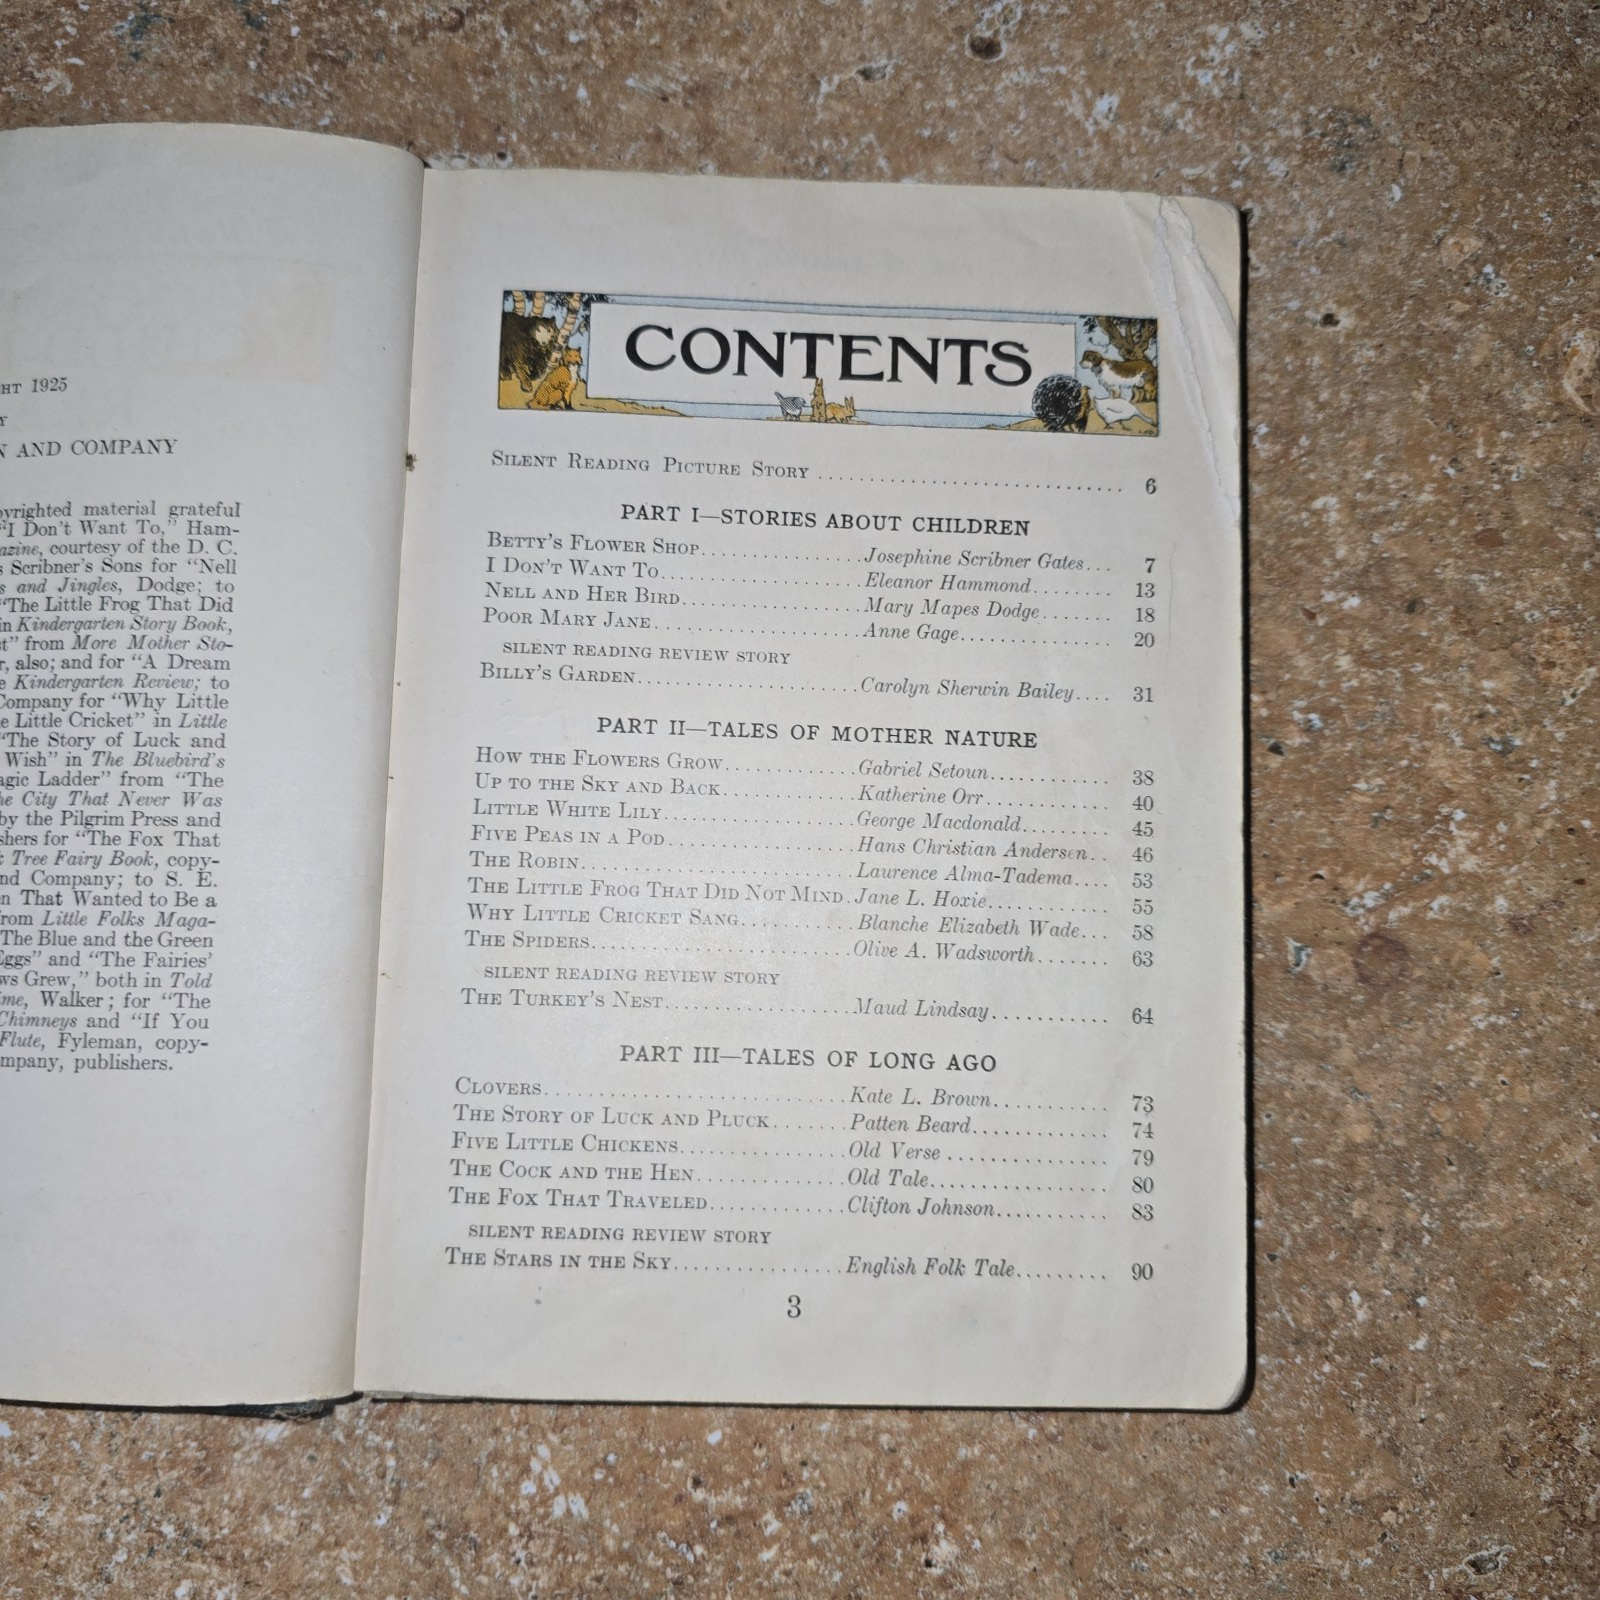 HT 1925
Y
N AND COMPANY
pyrighted material grateful
"I Don't Want To," Ham-
azine, courtesy of the D. C.
s Scribner's Sons for "Nell
s and Jingles, Dodge; to
"The Little Frog That Did
in Kindergarten Story Book,
st" from More Mother Sto-
r, also; and for "A Dream
e Kindergarten Review; to
Company for "Why Little
e Little Cricket" in Little
"The Story of Luck and
Wish" in The Bluebird's
agic Ladder" from "The
he City That Never Was
by the Pilgrim Press and
shers for "The Fox That
Tree Fairy Book, copy-
nd Company; to S. E.
n That Wanted to Be a
from Little Folks Maga-
The Blue and the Green
Eggs" and "The Fairies'
ws Grew," both in Told
ime, Walker; for "The
Chimneys and "If You
Flute, Fyleman, copy-
mpany, publishers.
CONTENTS
SILENT READING PICTURE STORY .............................. 6
PART I—STORIES ABOUT CHILDREN
BETTY'S FLOWER SHOP................Josephine Scribner Gates... 7
I DON'T WANT TO....................Eleanor Hammond........ 13
NELL AND HER BIRD..................Mary Mapes Dodge....... 18
POOR MARY JANE.....................Anne Gage............... 20
SILENT READING REVIEW STORY
BILLY'S GARDEN......................Carolyn Sherwin Bailey.... 31
PART II—TALES OF MOTHER NATURE
HOW THE FLOWERS GROW.............Gabriel Setoun............ 38
UP TO THE SKY AND BACK.............Katherine Orr............ 40
LITTLE WHITE LILY...................George Macdonald........ 45
FIVE PEAS IN A POD..................Hans Christian Andersen.. 46
THE ROBIN...........................Laurence Alma-Tadema.... 53
THE LITTLE FROG THAT DID NOT MIND.Jane L. Hoxie............ 55
WHY LITTLE CRICKET SANG...........Blanche Elizabeth Wade... 58
THE SPIDERS.........................Olive A. Wadsworth....... 63
SILENT READING REVIEW STORY
THE TURKEY'S NEST..................Maud Lindsay........... 64
PART III—TALES OF LONG AGO
CLOVERS.............................Kate L. Brown........... 73
THE STORY OF LUCK AND PLUCK.......Patten Beard............. 74
FIVE LITTLE CHICKENS................Old Verse ............... 79
THE COCK AND THE HEN..............Old Tale................. 80
THE FOX THAT TRAVELED.............Clifton Johnson........... 83
SILENT READING REVIEW STORY
THE STARS IN THE SKY................English Folk Tale......... 90
3